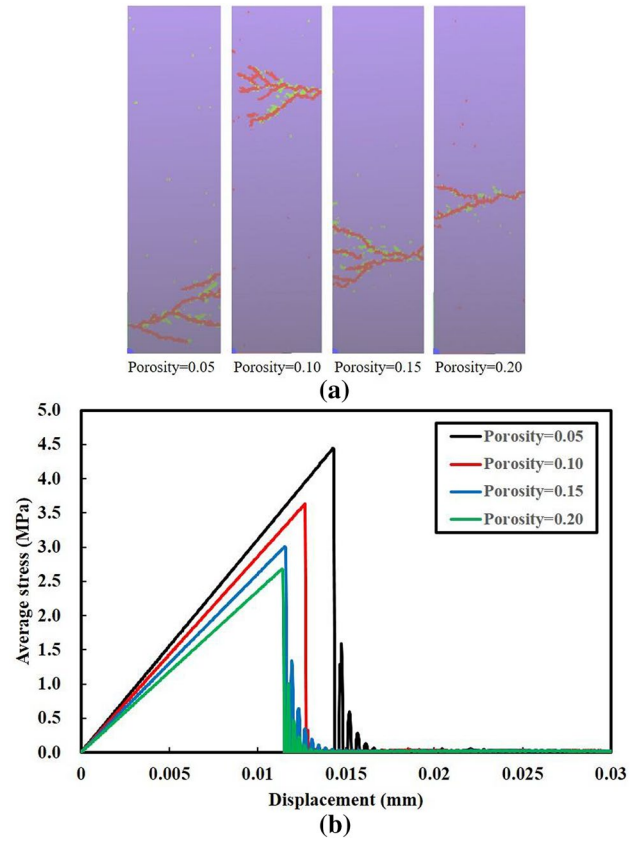 Porosity=0.05 Porosity=0.10 Porosity=0.15 Porosity=0.20
(a)
5.0
4.5
4.0
3.5
3.0
2.5
2.0
1.5
1.0
0.5
0.0
Average stress (MPa)
Porosity=0.05
Porosity=0.10
Porosity=0.15
Porosity=0.20
0 0.005 0.01 0.015 0.02 0.025 0.03
Displacement (mm)
(b)